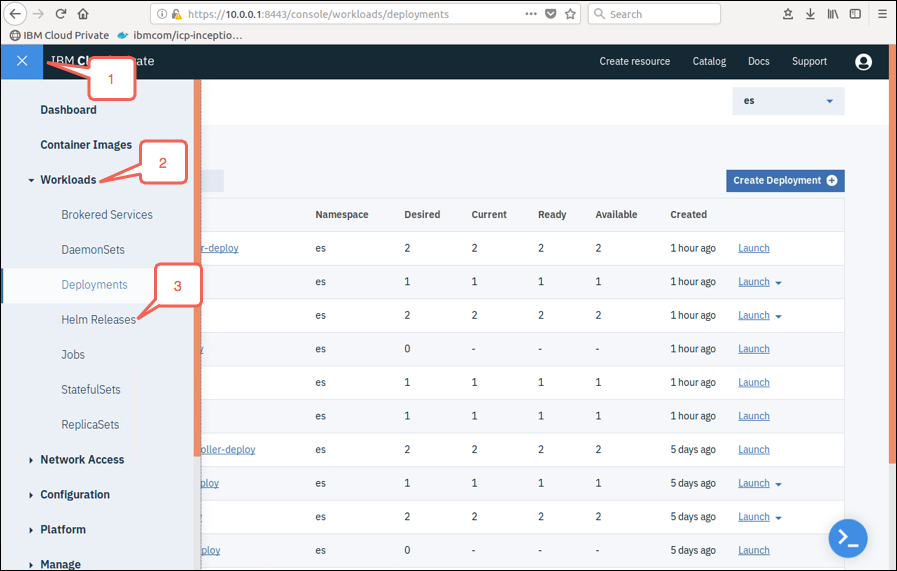 https://10.0.0.1:8443/console/workloads/deployments
Search
IBM Cloud Private
ibmcom/icp-inceptio...
IBM Cl ate
Create resource Catalog Docs Support
1
Dashboard
es
Container Images
2
Workloads
Create Deployment
Brokered Services
Namespace Desired Current Ready Available Created
DaemonSets
r-deploy es 2 2 2 2 1 hour ago Launch
Deployments
es 1 1 1 1 1 hour ago Launch
3
Helm Releases
es 2 2 2 2 1 hour ago Launch
Jobs
y es 0 - - - 1 hour ago Launch
StatefulSets
es 1 1 1 1 1 hour ago Launch
ReplicaSets
es 1 1 1 1 1 hour ago Launch
oller-deploy es 2 2 2 2 5 days ago Launch
Network Access
ploy es 1 1 1 1 5 days ago Launch
Configuration
es 2 2 2 2 5 days ago Launch
Platform
eploy es 0 - - - 5 days ago Launch
Manage